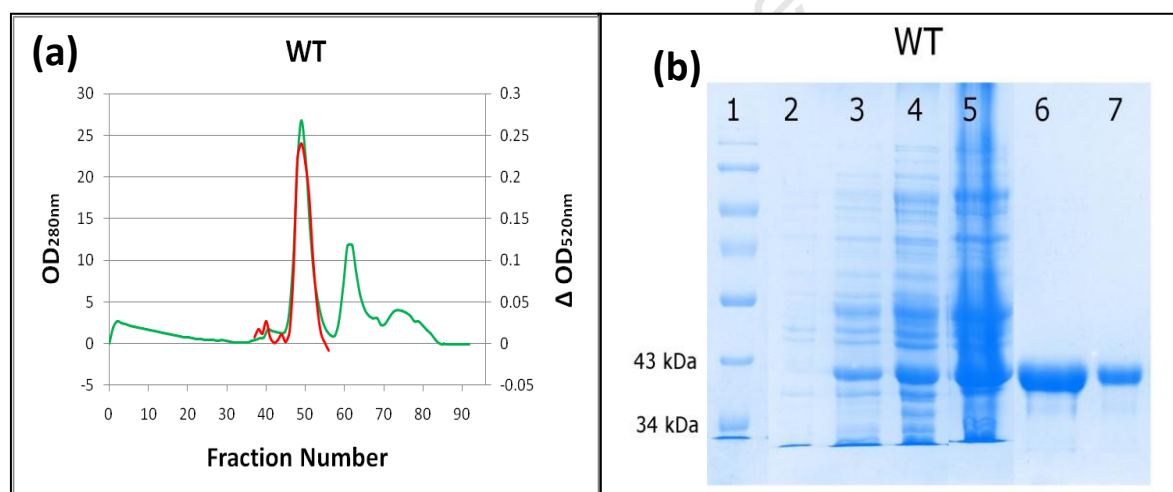 (a)
WT
30
25
20
15
10
5
0
-5
0.3
0.25
0.2
0.15
0.1
0.05
0
-0.05
0 10 20 30 40 50 60 70 80 90
OD280nm
Δ OD520nm
Fraction Number
WT
(b)
1 2 3 4 5 6 7
43 kDa
34 kDa